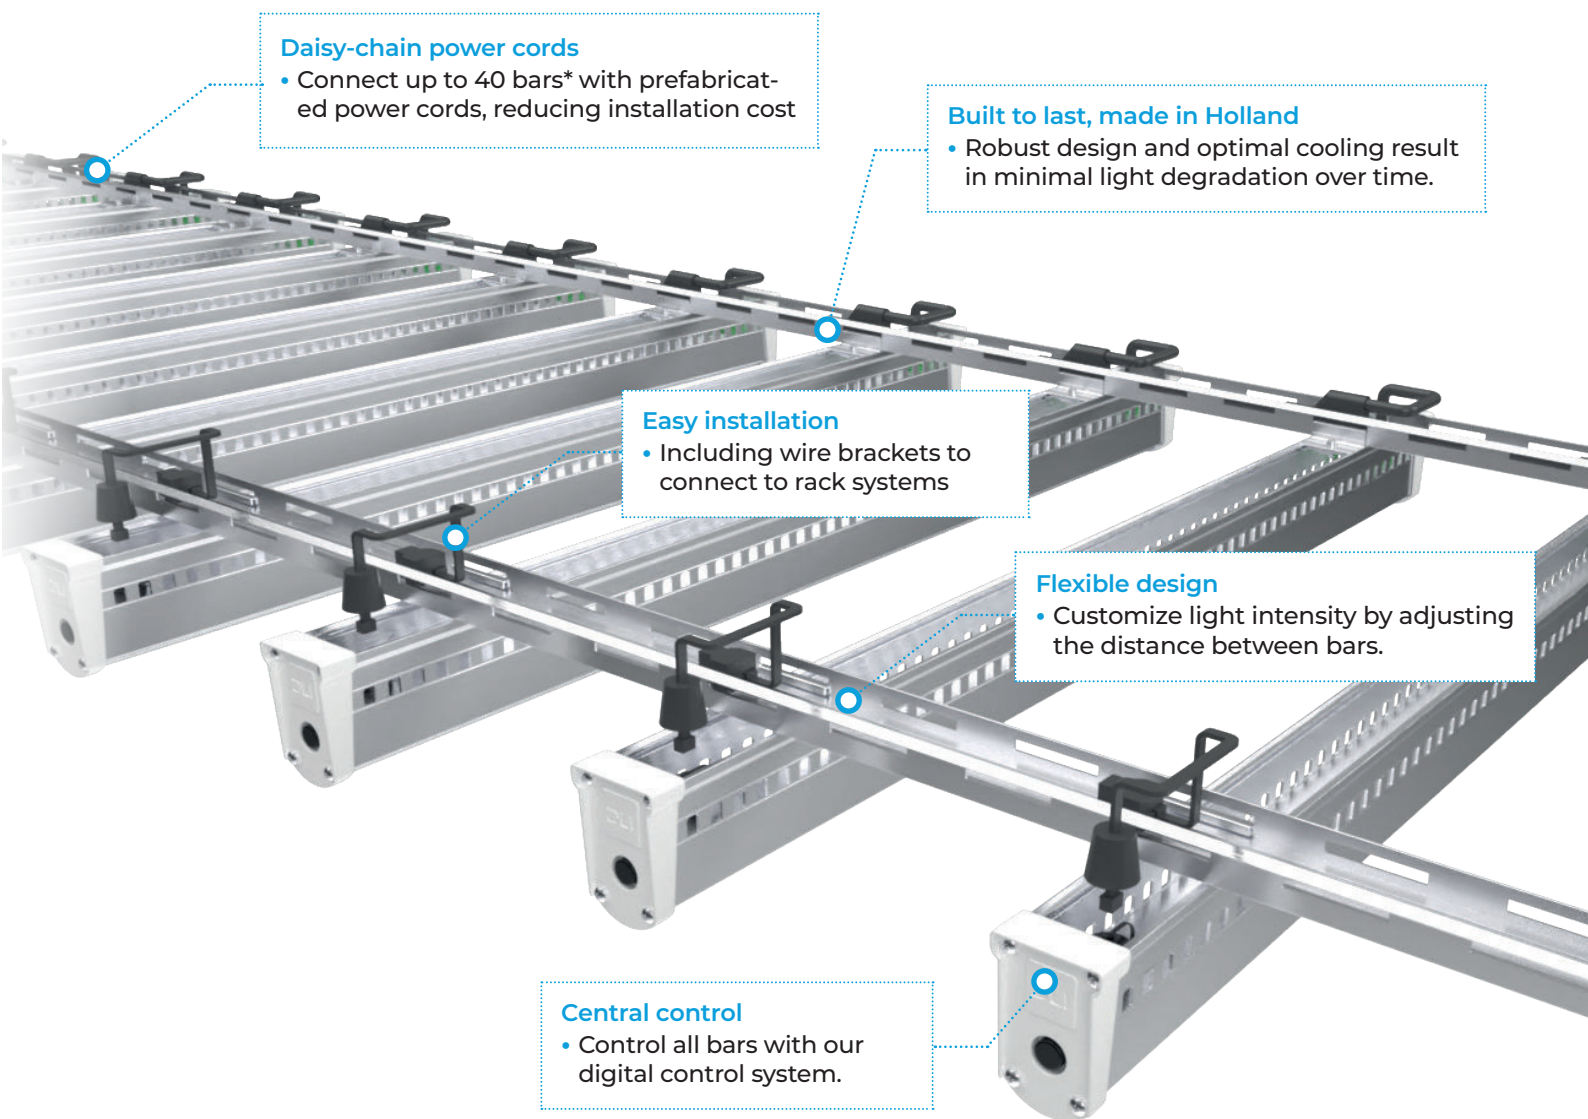 Daisy-chain power cords
• Connect up to 40 bars* with prefabricat-
ed power cords, reducing installation cost
Built to last, made in Holland
• Robust design and optimal cooling result
in minimal light degradation over time.
Easy installation
• Including wire brackets to
connect to rack systems
Flexible design
• Customize light intensity by adjusting
the distance between bars.
Central control
• Control all bars with our
digital control system.
DLI
DLI
DLI